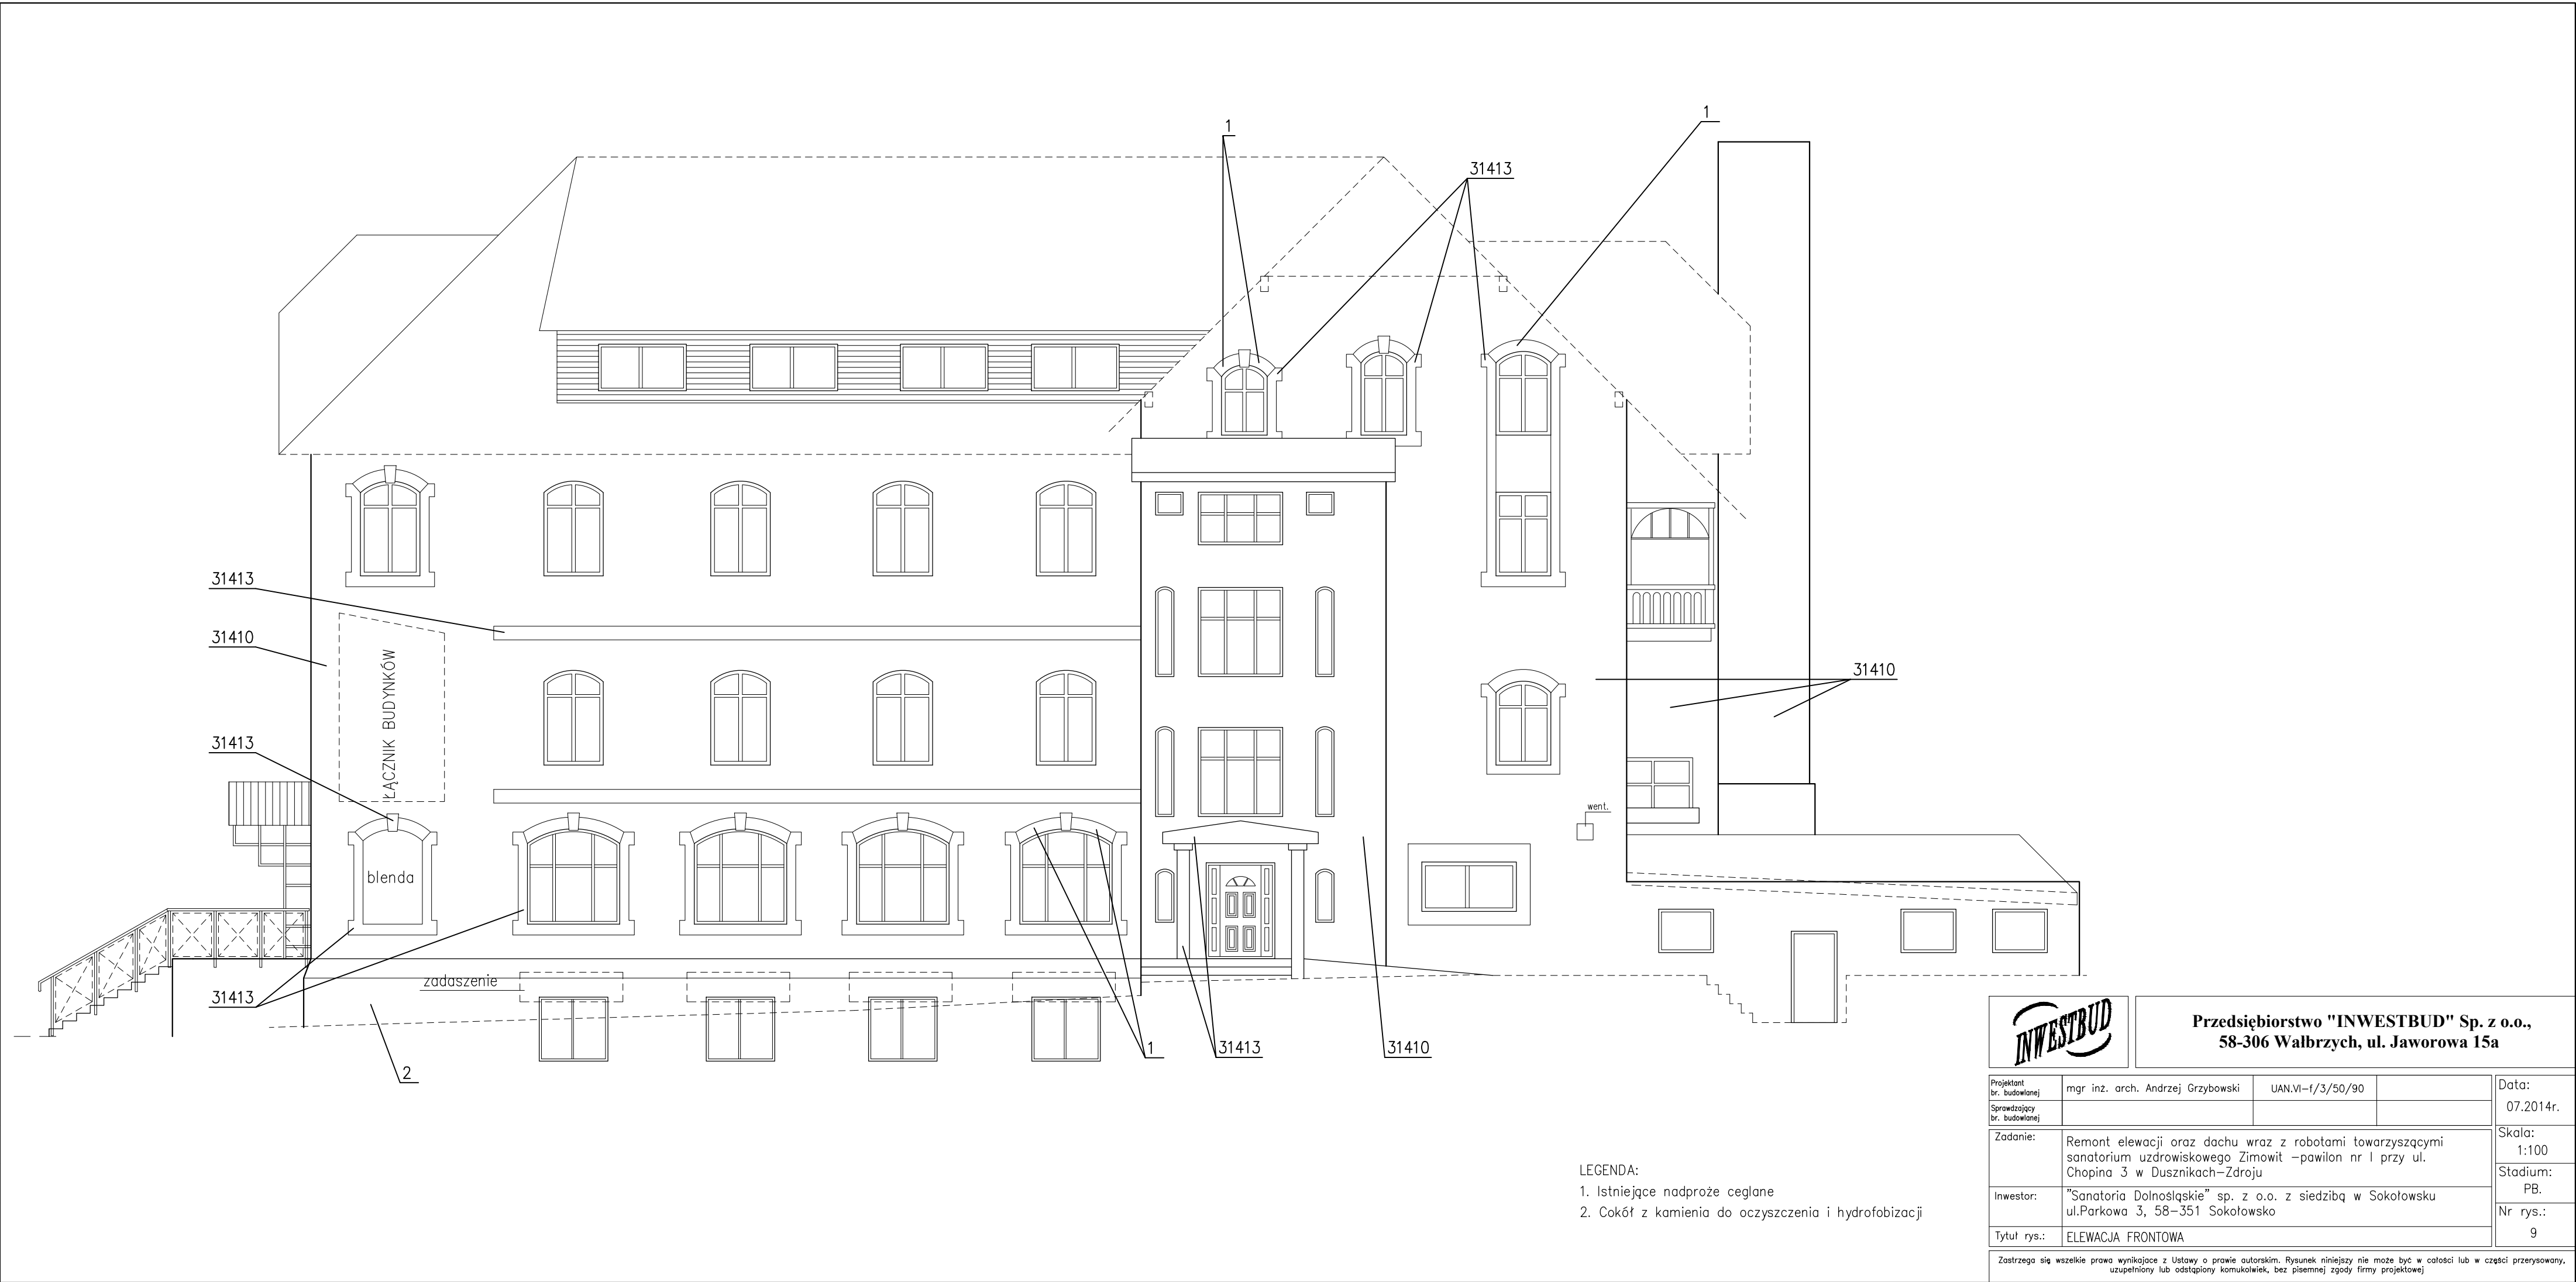 1
1
31413
31413
31410
ŁĄCZNIK BUDYNKÓW
31410
31413
went.
blenda
zadaszenie
31413
1
31413
31410
2
LEGENDA:
1. Istniejące nadproże ceglane
2. Cokół z kamienia do oczyszczenia i hydrofobizacji
INWESTBUD
Przedsiębiorstwo "INWESTBUD" Sp. z o.o.,
58-306 Wałbrzych, ul. Jaworowa 15a
Projektant
br. budowlanej
mgr inż. arch. Andrzej Grzybowski
UAN.VI-f/3/50/90
Data:
07.2014r.
Sprawdzający
br. budowlanej
Zadanie:
Remont elewacji oraz dachu wraz z robotami towarzyszącymi
sanatorium uzdrowiskowego Zimowit -pawilon nr I przy ul.
Chopina 3 w Dusznikach-Zdroju
Skala:
1:100
Stadium:
PB.
Inwestor:
"Sanatoria Dolnośląskie" sp. z o.o. z siedzibą w Sokołowsku
ul.Parkowa 3, 58-351 Sokołowsko
Nr rys.:
9
Tytuł rys.:
ELEWACJA FRONTOWA
Zastrzega się wszelkie prawa wynikajace z Ustawy o prawie autorskim. Rysunek niniejszy nie może być w całości lub w części przerysowany,
uzupełniony lub odstąpiony komukolwiek, bez pisemnej zgody firmy projektowej